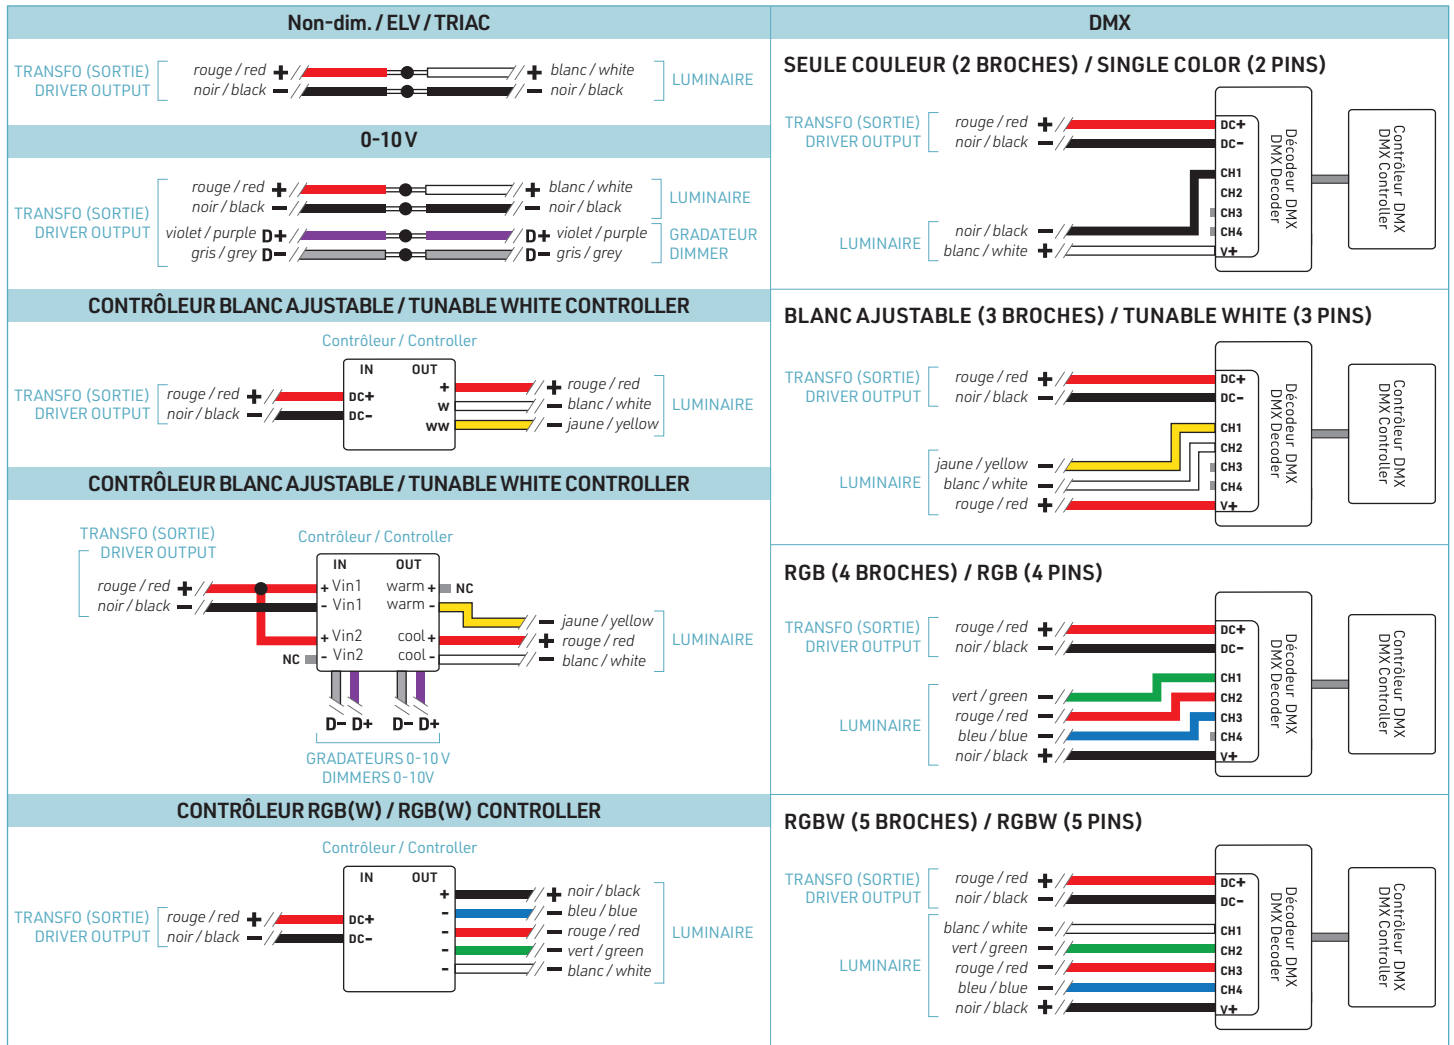 Non-dim. / ELV / TRIAC
TRANSFO (SORTIE)
DRIVER OUTPUT
rouge / red +
noir / black −
+ blanc / white
− noir / black
LUMINAIRE
0-10 V
TRANSFO (SORTIE)
DRIVER OUTPUT
rouge / red +
noir / black −
violet / purple D+
gris / grey D−
+ blanc / white
− noir / black
D+ violet / purple
D− gris / grey
LUMINAIRE
GRADATEUR
DIMMER
CONTRÔLEUR BLANC AJUSTABLE / TUNABLE WHITE CONTROLLER
Contrôleur / Controller
TRANSFO (SORTIE)
DRIVER OUTPUT
rouge / red +
noir / black −
IN OUT
DC+
DC−
+
W
WW
+ rouge / red
− blanc / white
− jaune / yellow
LUMINAIRE
CONTRÔLEUR BLANC AJUSTABLE / TUNABLE WHITE CONTROLLER
TRANSFO (SORTIE)
DRIVER OUTPUT
Contrôleur / Controller
rouge / red +
noir / black −
IN OUT
+ Vin1 warm + NC
- Vin1 warm -
+ Vin2 cool +
NC - Vin2 cool -
− jaune / yellow
+ rouge / red
− blanc / white
LUMINAIRE
D− D+ D− D+
GRADATEURS 0-10 V
DIMMERS 0-10V
CONTRÔLEUR RGB(W) / RGB(W) CONTROLLER
Contrôleur / Controller
TRANSFO (SORTIE)
DRIVER OUTPUT
rouge / red +
noir / black −
IN OUT
DC+
DC−
+
-
-
-
-
+ noir / black
− bleu / blue
− rouge / red
− vert / green
− blanc / white
LUMINAIRE
DMX
SEULE COULEUR (2 BROCHES) / SINGLE COLOR (2 PINS)
TRANSFO (SORTIE)
DRIVER OUTPUT
rouge / red +
noir / black −
LUMINAIRE
noir / black −
blanc / white +
DC+
DC−
CH1
CH2
CH3
CH4
V+
Décodeur DMX
DMX Decoder
Contrôleur DMX
DMX Controller
BLANC AJUSTABLE (3 BROCHES) / TUNABLE WHITE (3 PINS)
TRANSFO (SORTIE)
DRIVER OUTPUT
rouge / red +
noir / black −
LUMINAIRE
jaune / yellow −
blanc / white −
rouge / red +
DC+
DC−
CH1
CH2
CH3
CH4
V+
Décodeur DMX
DMX Decoder
Contrôleur DMX
DMX Controller
RGB (4 BROCHES) / RGB (4 PINS)
TRANSFO (SORTIE)
DRIVER OUTPUT
rouge / red +
noir / black −
LUMINAIRE
vert / green −
rouge / red −
bleu / blue −
noir / black +
DC+
DC−
CH1
CH2
CH3
CH4
V+
Décodeur DMX
DMX Decoder
Contrôleur DMX
DMX Controller
RGBW (5 BROCHES) / RGBW (5 PINS)
TRANSFO (SORTIE)
DRIVER OUTPUT
rouge / red +
noir / black −
LUMINAIRE
blanc / white −
vert / green −
rouge / red −
bleu / blue −
noir / black +
DC+
DC−
CH1
CH2
CH3
CH4
V+
Décodeur DMX
DMX Decoder
Contrôleur DMX
DMX Controller